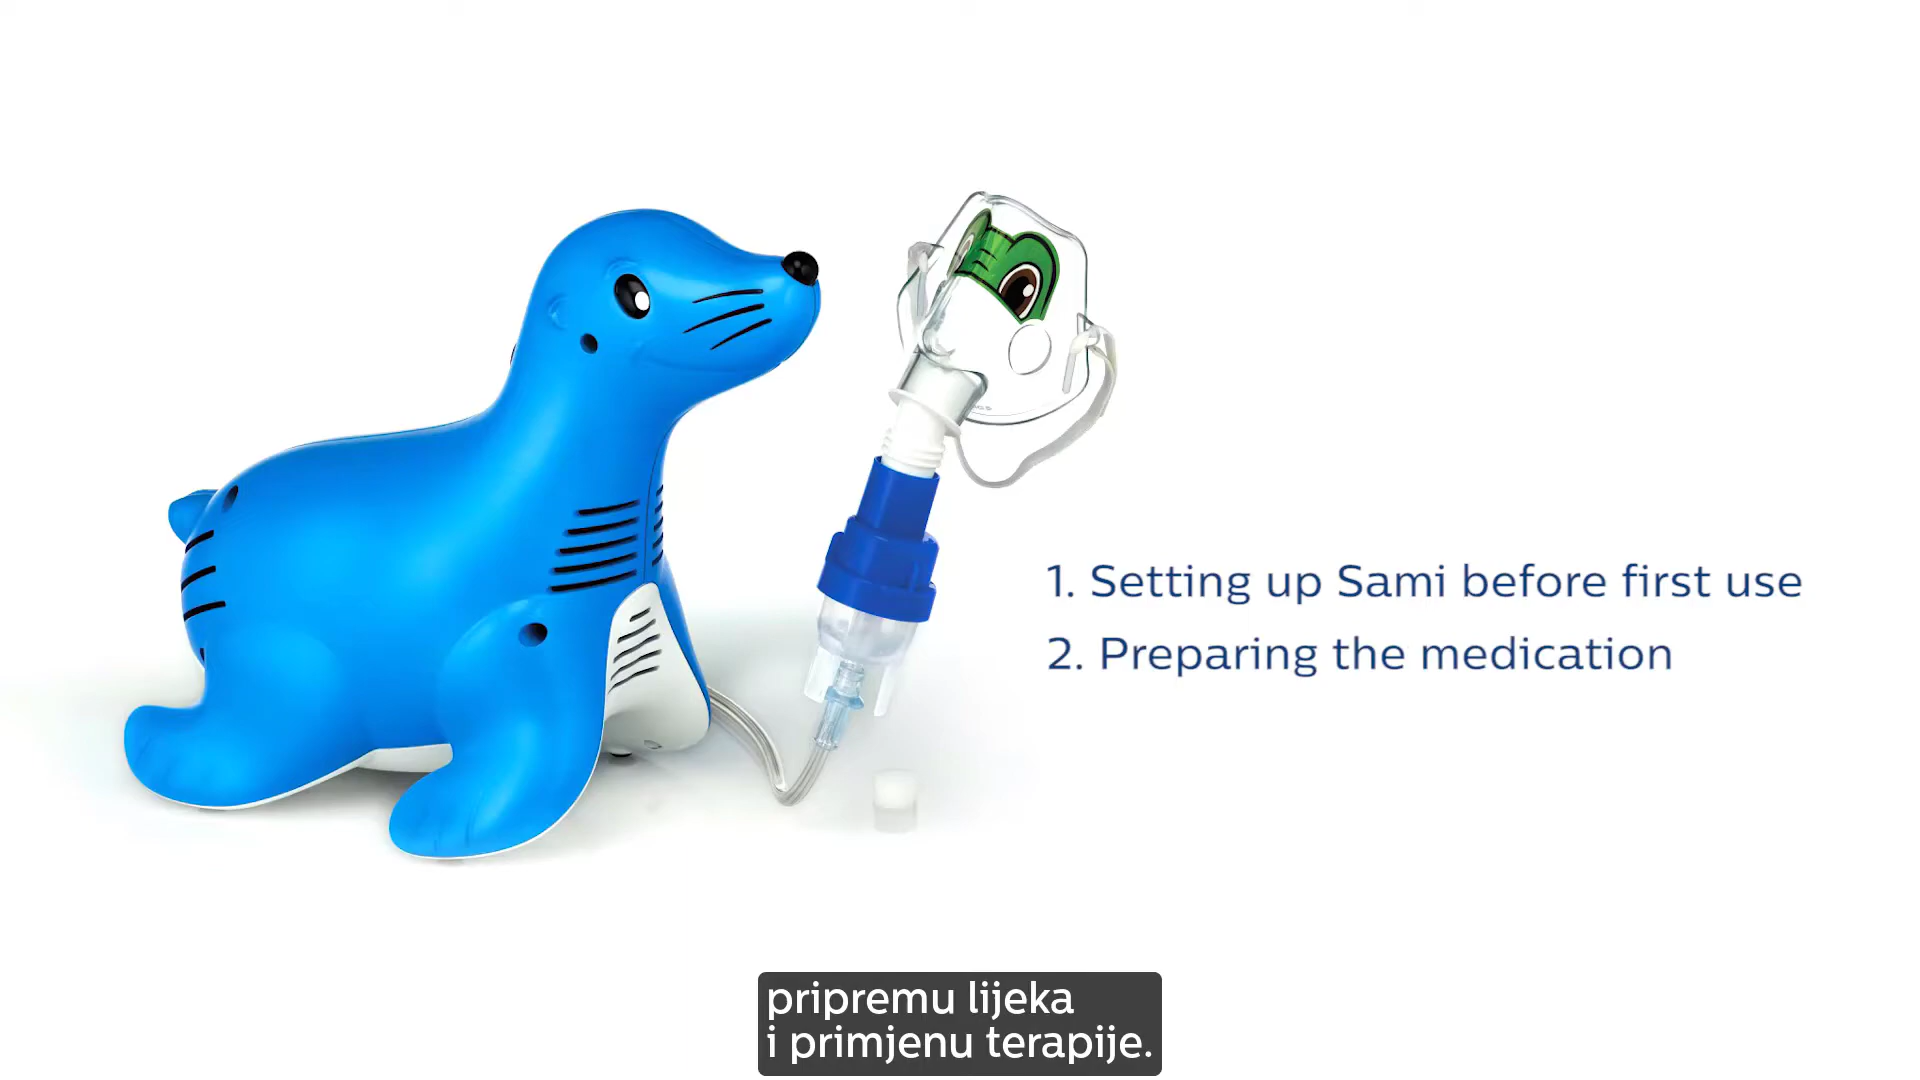 1. Setting up Sami before first use
2. Preparing the medication
pripremu lijeka
i primjenu terapije.